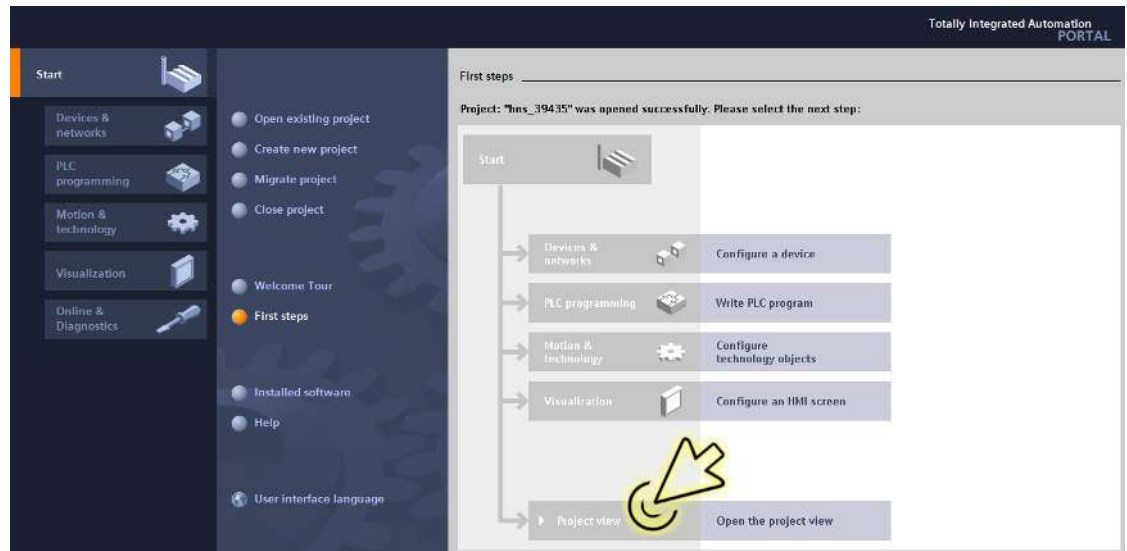 Totally Integrated Automation
PORTAL
Start
Devices &
networks
PLC
programming
Motion &
technology
Visualization
Online &
Diagnostics
Open existing project
Create new project
Migrate project
Close project
Welcome Tour
First steps
Installed software
Help
User interface language
First steps
Project: "hns_39435" was opened successfully. Please select the next step:
Start
Devices &
networks
Configure a device
PLC programming
Write PLC program
Motion &
technology
Configure
technology objects
Visualization
Configure an HMI screen
Project view
Open the project view